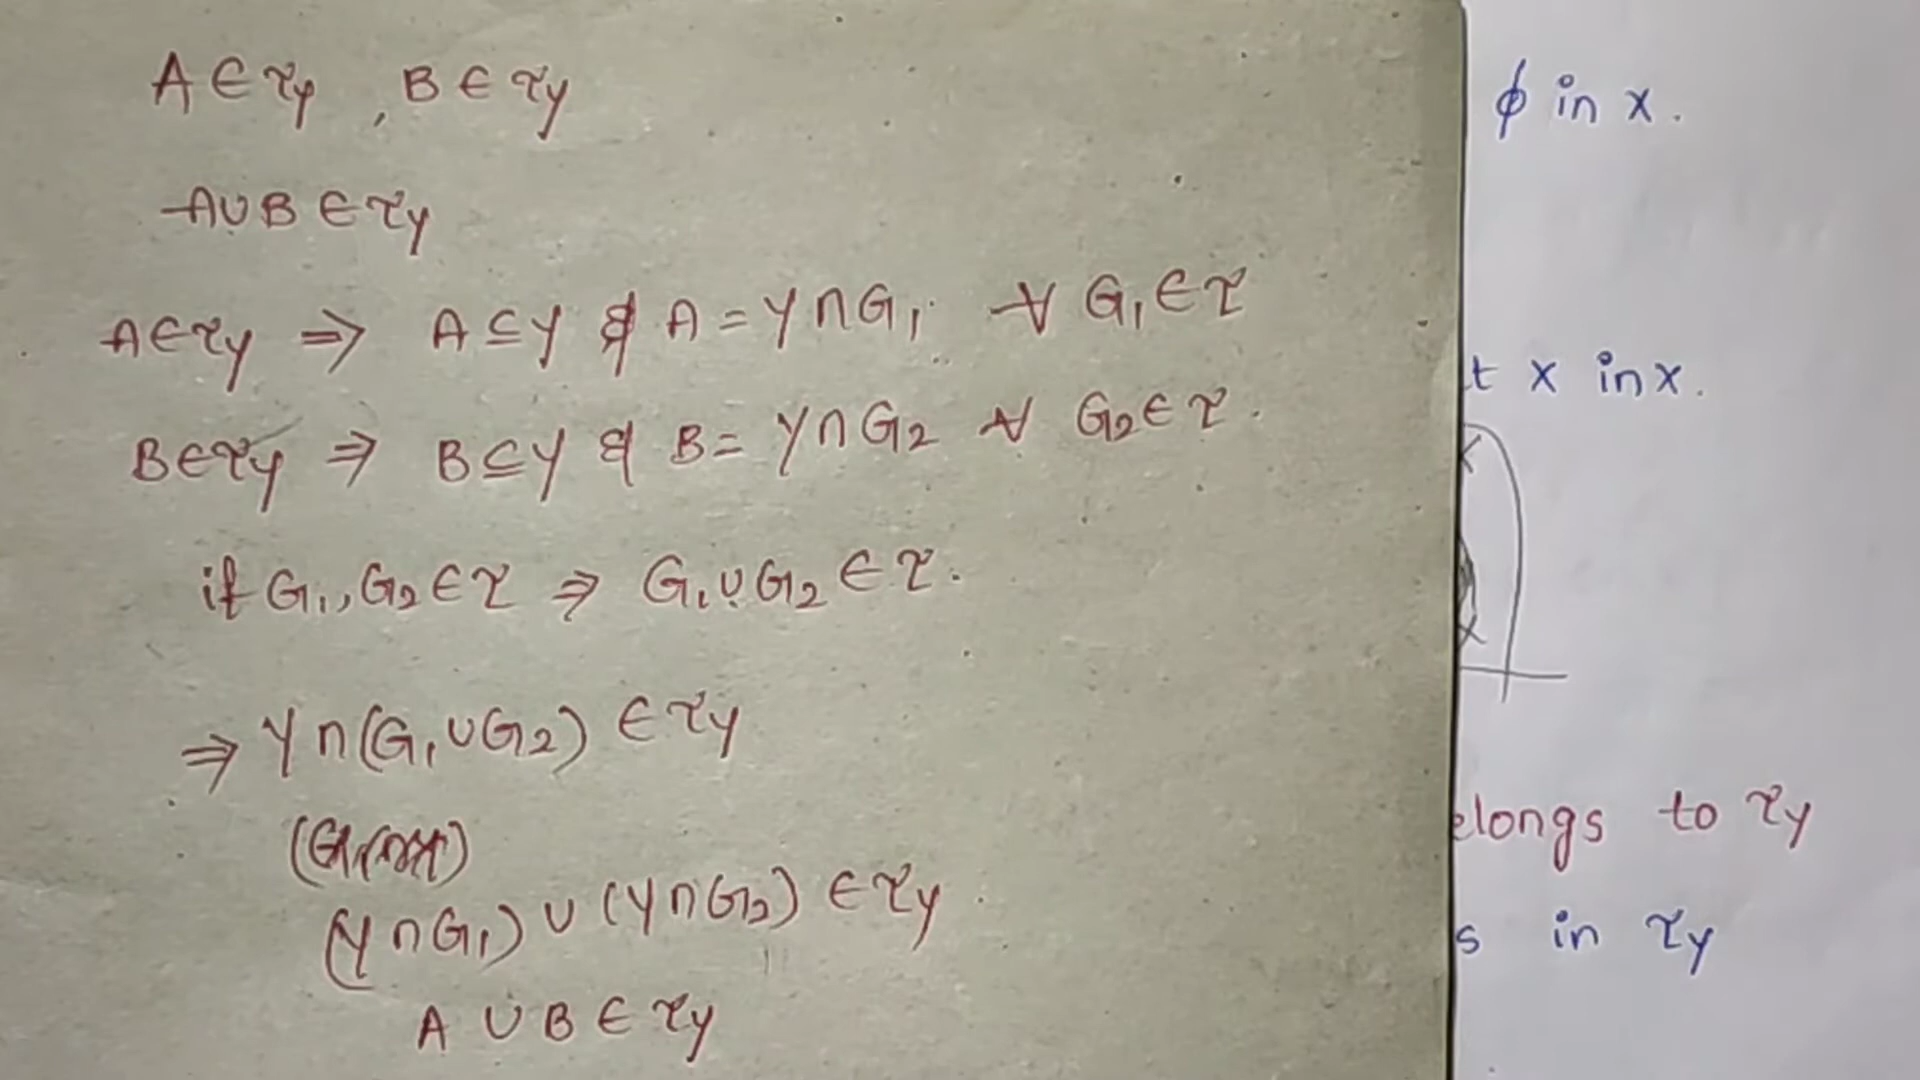 A ∈ τy , B ∈ τy
A∪B ∈ τy
A∈τy ⇒ A⊆Y & A = Y∩G₁ ∀ G₁∈τ
B∈τy ⇒ B⊆Y & B = Y∩G₂ ∀ G₂∈τ.
if G₁,,G₂∈τ ⇒ G₁∪G₂ ∈ τ.
⇒ Y∩(G₁∪G₂) ∈ τy
(Y∩G₁) ∪ (Y∩G₂) ∈ τy.
A ∪ B ∈ τy
ϕ in x.
t x in x.
x
x
elongs to τy
s in τy